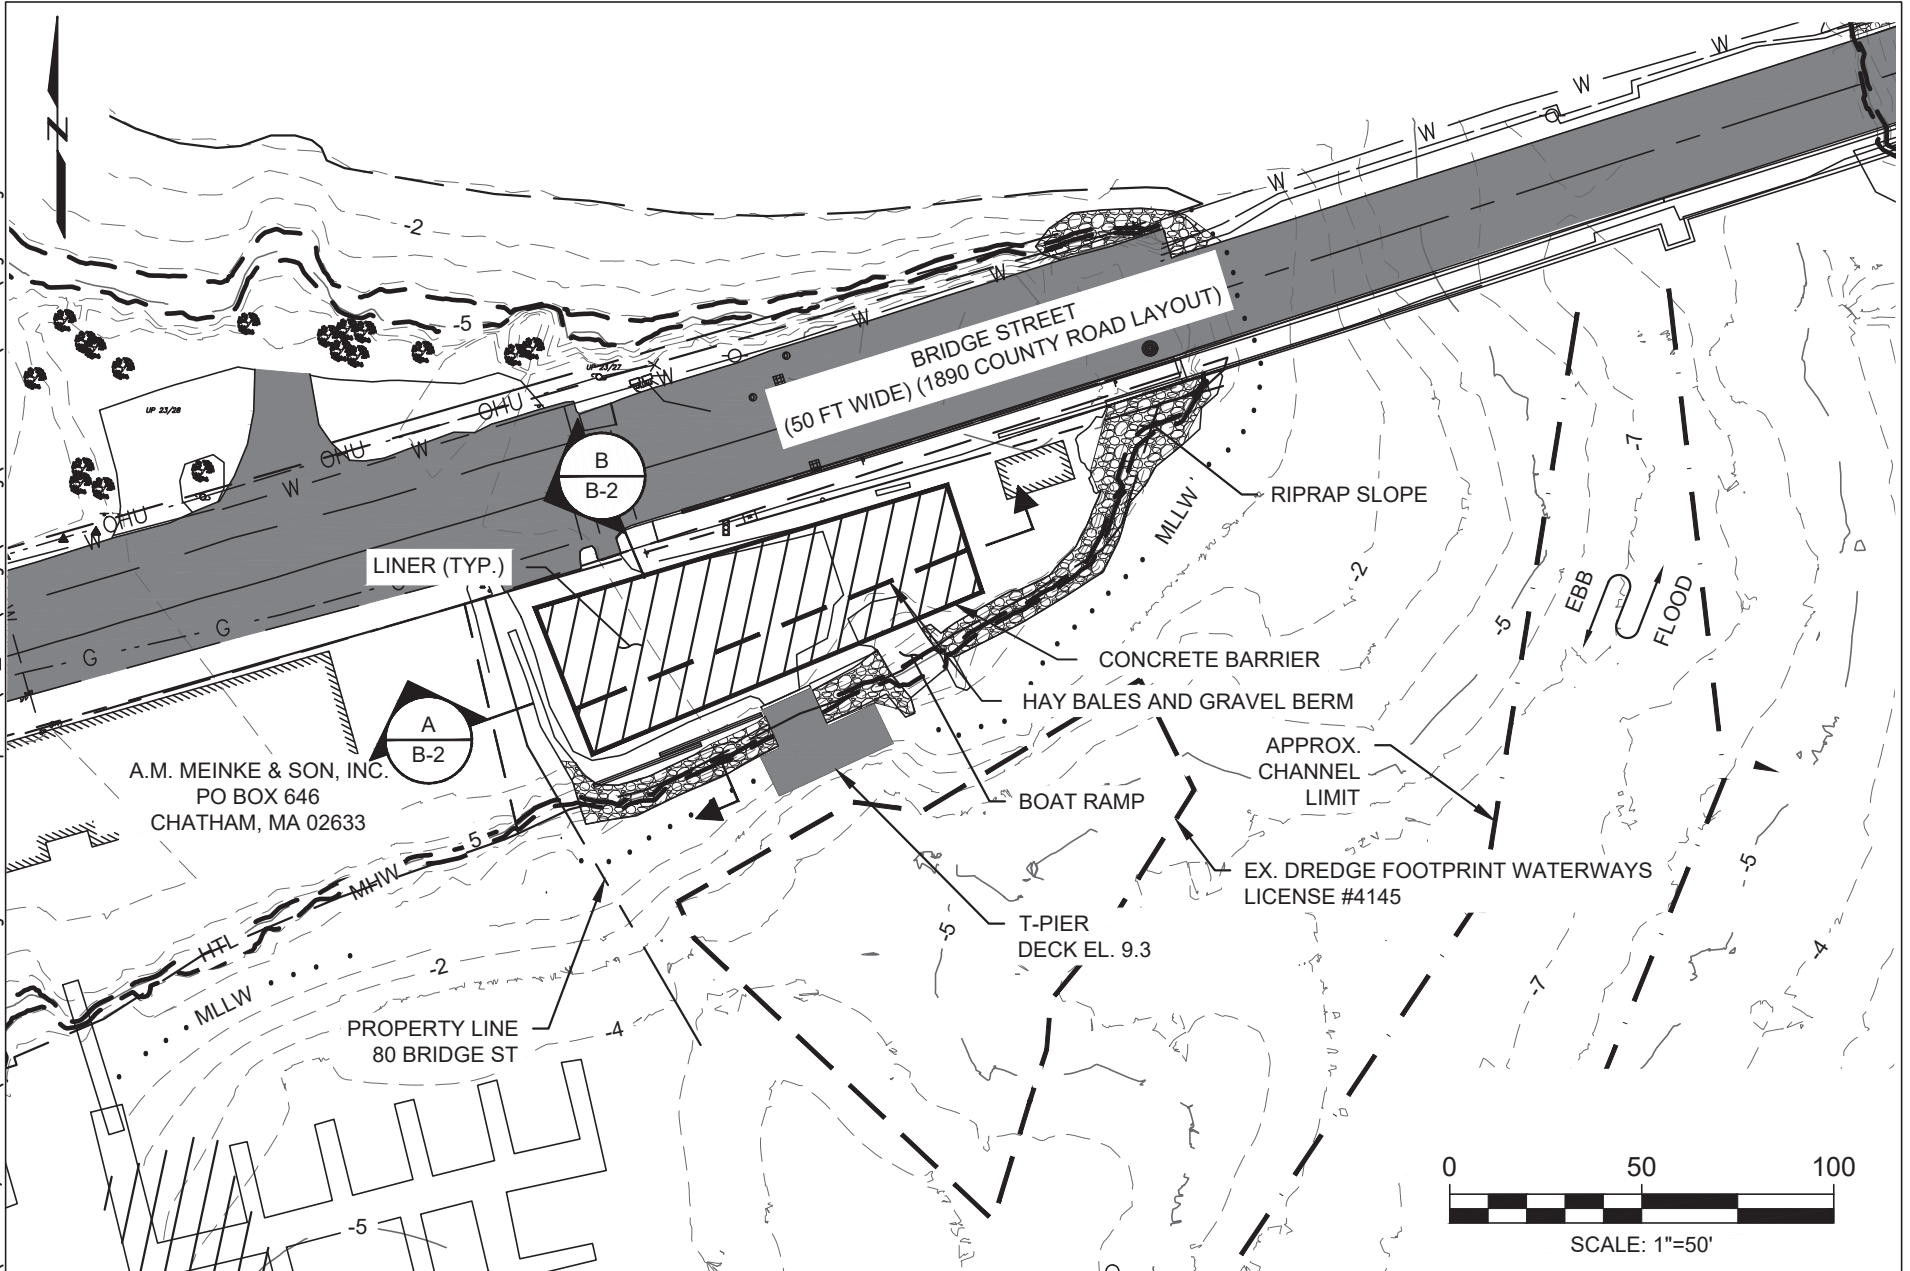 N
W
W
W
W
-2
W
-5
W
UP 23/27
W
BRIDGE STREET
(50 FT WIDE) (1890 COUNTY ROAD LAYOUT)
UP 23/28
OHU
OHU
W
W
OHU
W
B
B-2
-7
RIPRAP SLOPE
MLLW
LINER (TYP.)
-2
EBB
FLOOD
G
G
-5
CONCRETE BARRIER
HAY BALES AND GRAVEL BERM
A
B-2
A.M. MEINKE & SON, INC.
PO BOX 646
CHATHAM, MA 02633
APPROX.
CHANNEL
LIMIT
BOAT RAMP
5
MHW
-5
EX. DREDGE FOOTPRINT WATERWAYS
LICENSE #4145
T-PIER
DECK EL. 9.3
-5
HTL
-4
-2
MLLW
-7
PROPERTY LINE
80 BRIDGE ST
-4
-5
0 50 100
SCALE: 1"=50'